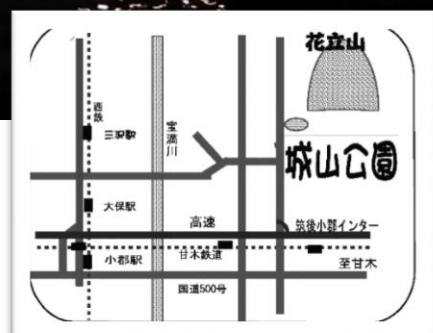 花立山
西鉄
三沢駅
宝満川
城山公園
大保駅
高速
筑後小郡インター
小郡駅
甘木鉄道
至甘木
国道500号